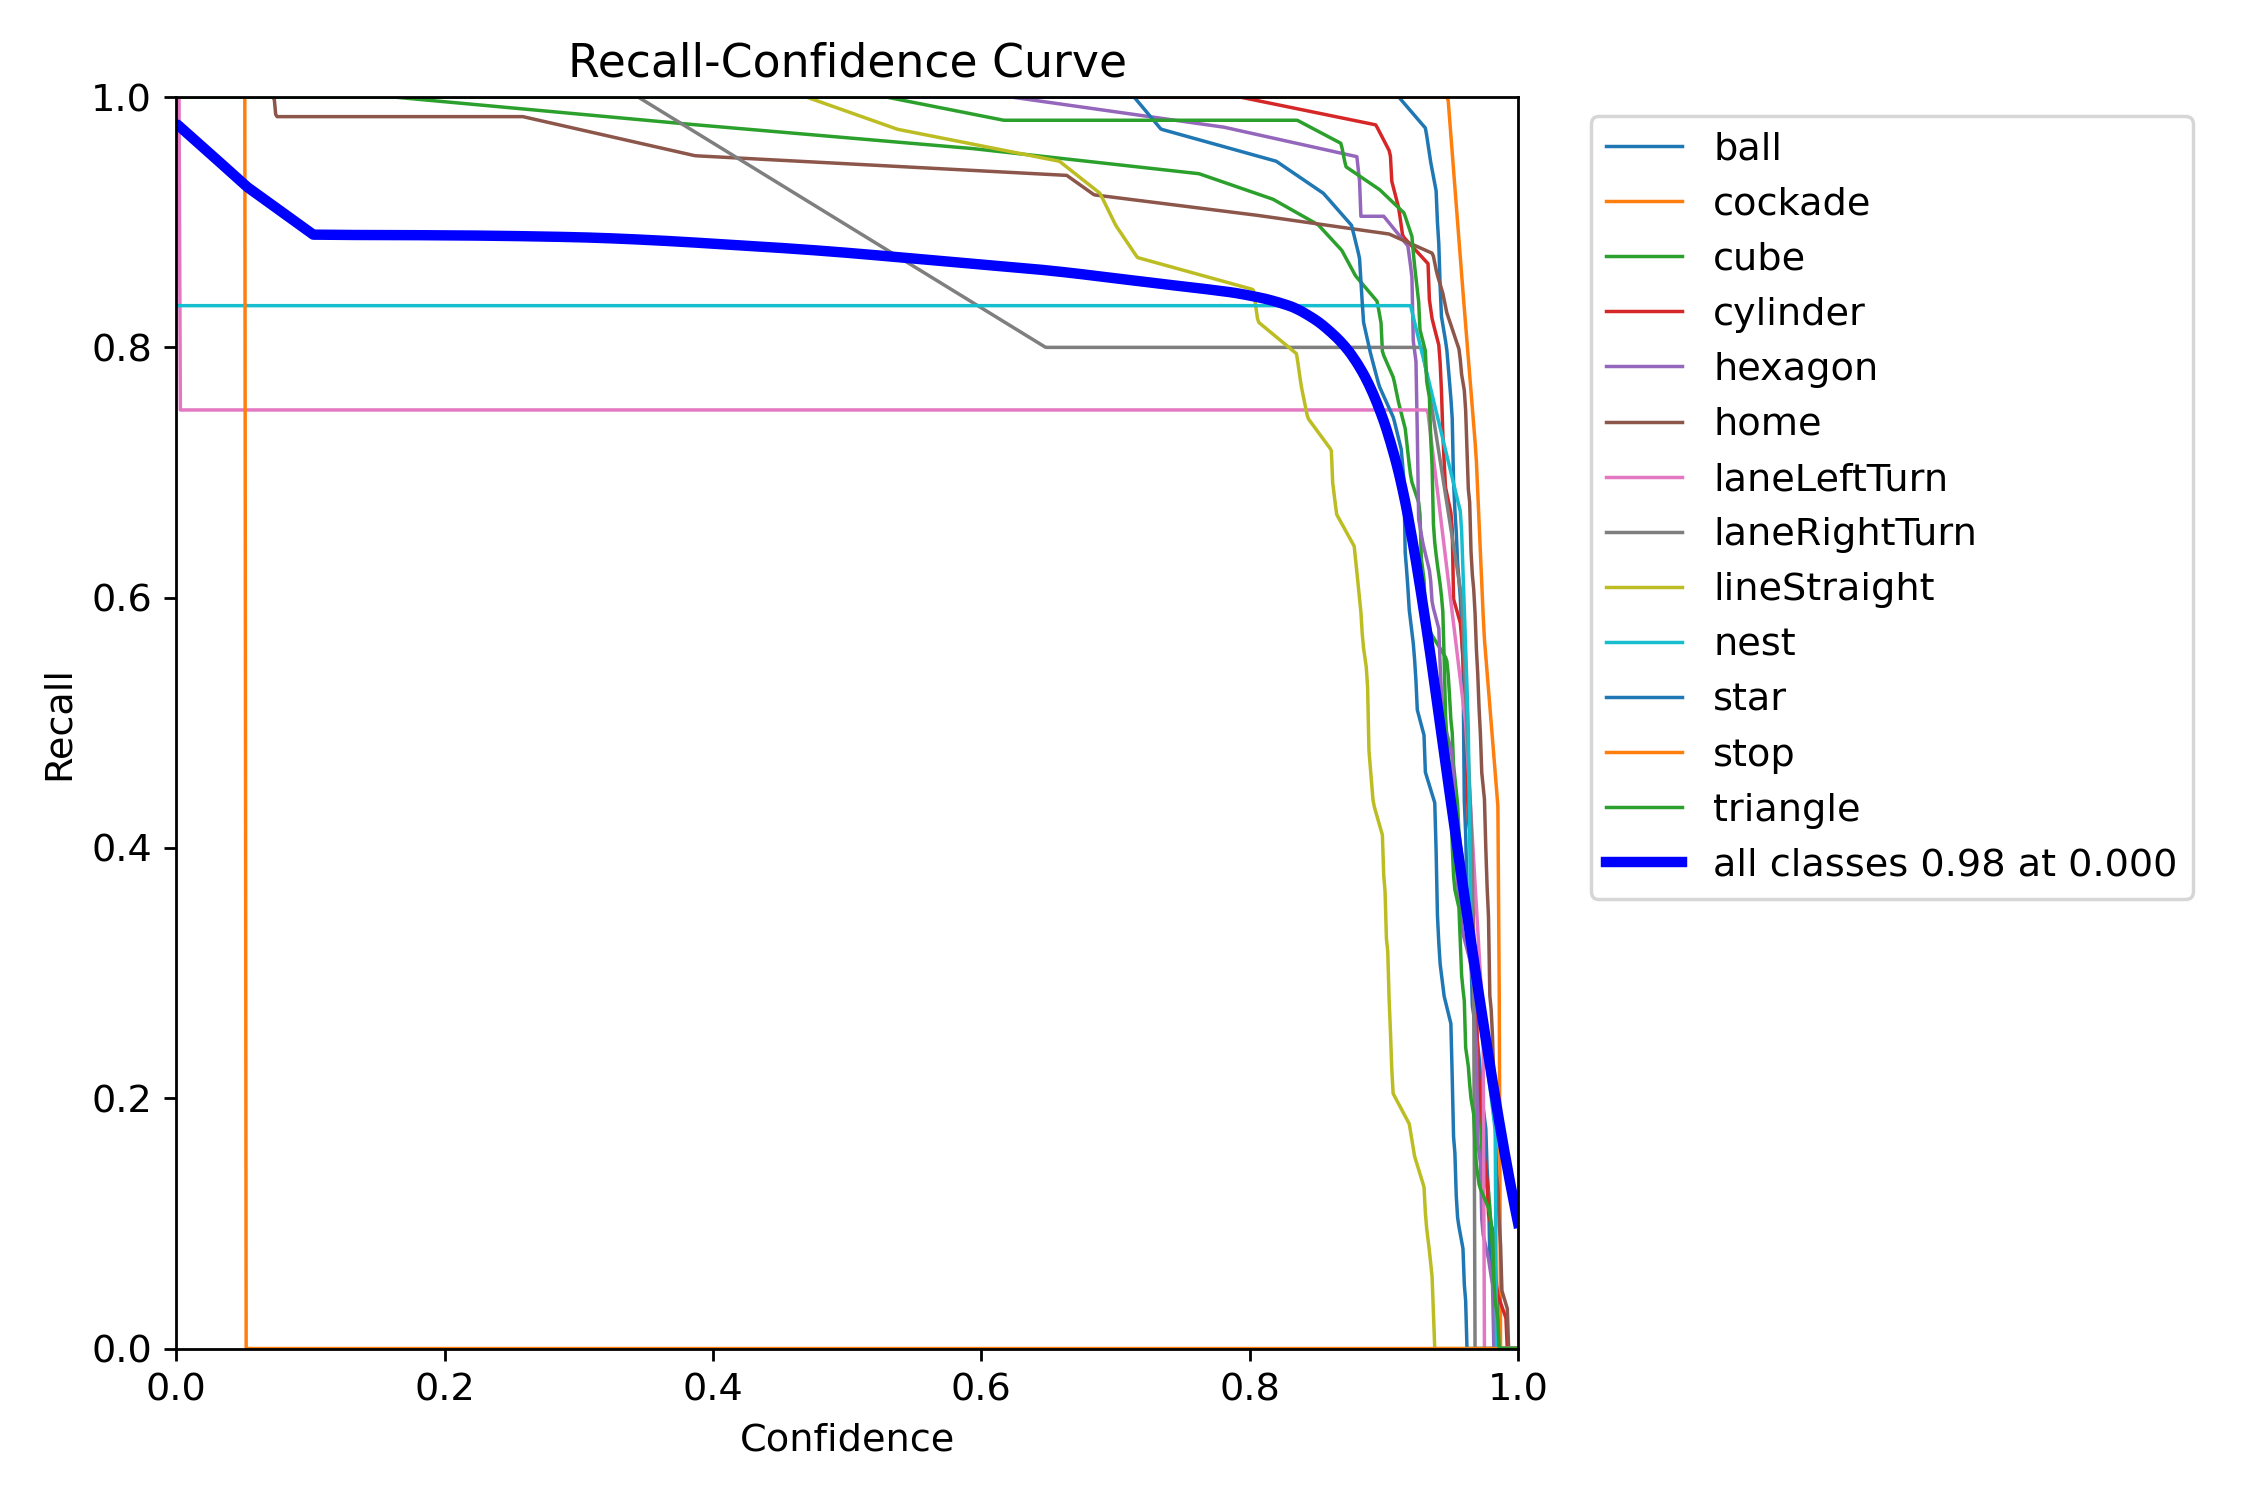 Recall-Confidence Curve
1.0
0.8
0.6
0.4
0.2
0.0
Recall
0.0 0.2 0.4 0.6 0.8 1.0
Confidence
ball
cockade
cube
cylinder
hexagon
home
laneLeftTurn
laneRightTurn
lineStraight
nest
star
stop
triangle
all classes 0.98 at 0.000